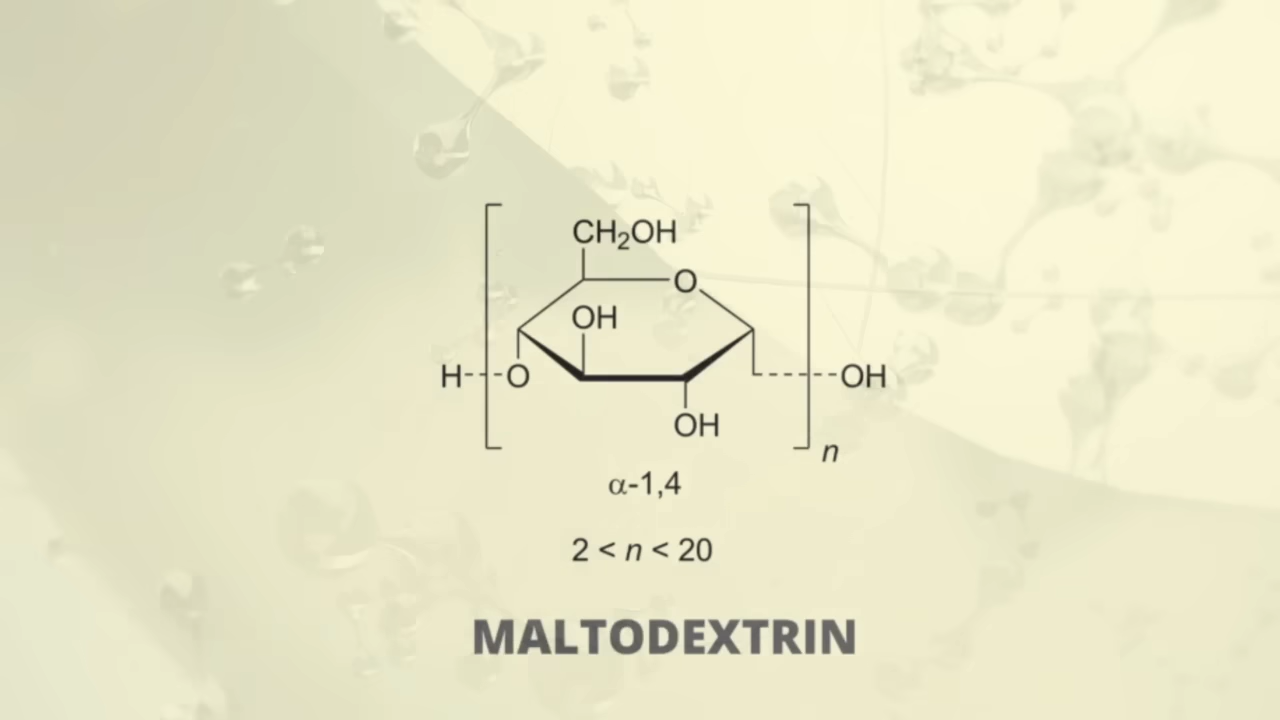 CH₂OH
O
OH
H O OH
OH
n
α-1,4
2 < n < 20
MALTODEXTRIN